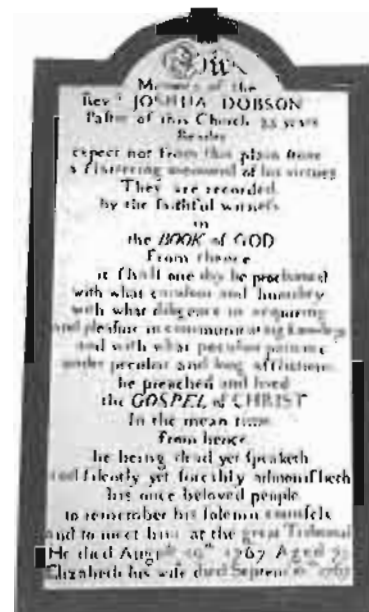 Memory of the
Revd JOSHUA DOBSON
Pastor of this Church 35 years
Reader
expect not from this plain stone
a flattering memorial of his virtues
They are recorded
by the faithful witness
in
the BOOK of GOD
From thence
it shall one day be proclaimed
with what candour and humility
with what diligence in acquiring
and pleasure in communicating knowledge
and with what peculiar patience
under peculiar and long afflictions
he preached and lived
the GOSPEL of CHRIST
In the mean time
from hence
he being dead yet speaketh
and silently yet forcibly admonisheth
his once beloved people
to remember his solemn counsels
and to meet him at the great Tribunal
He died August 1767 Aged
Elizabeth his wife died September